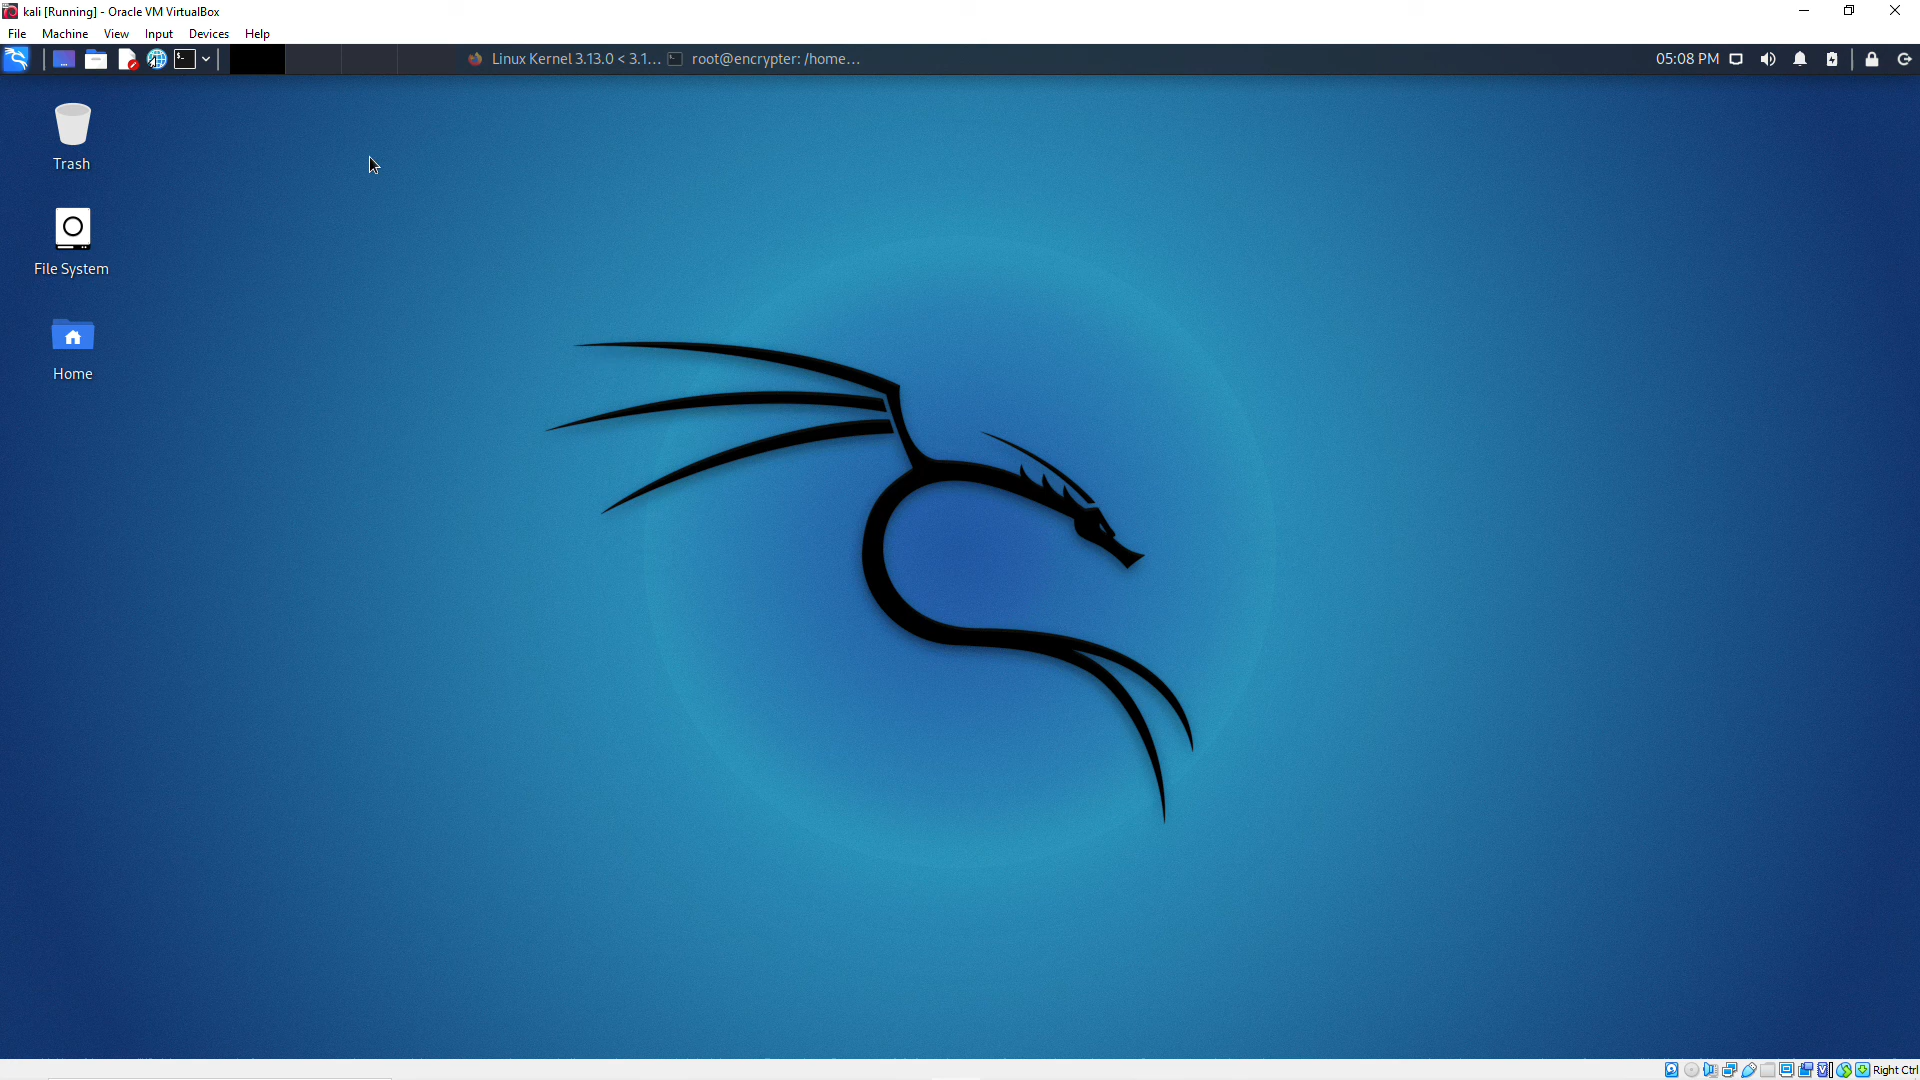 kali [Running] - Oracle VM VirtualBox
File Machine View Input Devices Help
Linux Kernel 3.13.0 < 3.1... root@encrypter: /home... 05:08 PM
Trash
File System
Home
Right Ctrl